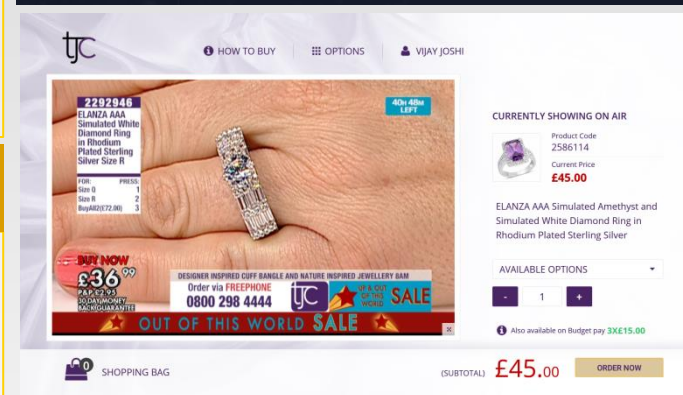 tjc
HOW TO BUY
OPTIONS
VIJAY JOSHI
2292946
ELANZA AAA
Simulated White
Diamond Ring
in Rhodium
Plated Sterling
Silver Size R
FOR: PRESS:
Size Q 1
Size R 2
BuyAll2(£72.00) 3
40H 48M
LEFT
BUY NOW
£36.99
P&P £2.95
30 DAY MONEY
BACK GUARANTEE
DESIGNER INSPIRED CUFF BANGLE AND NATURE INSPIRED JEWELLERY 8AM
Order via FREEPHONE
0800 298 4444
tjc
OUT
OF THIS
WORLD
SALE
OUT OF THIS WORLD SALE
CURRENTLY SHOWING ON AIR
Product Code
2586114
Current Price
£45.00
ELANZA AAA Simulated Amethyst and
Simulated White Diamond Ring in
Rhodium Plated Sterling Silver
AVAILABLE OPTIONS
- 1 +
Also available on Budget pay 3X£15.00
0
SHOPPING BAG
(SUBTOTAL) £45.00
ORDER NOW